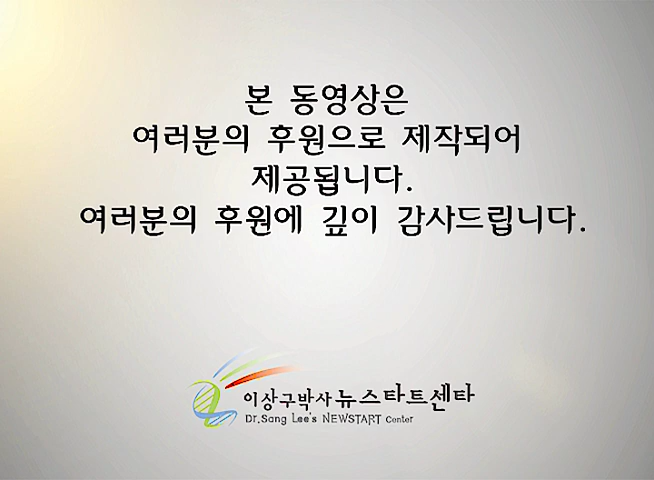 본 동영상은
여러분의 후원으로 제작되어
제공됩니다.
여러분의 후원에 깊이 감사드립니다.
이상구박사 뉴스타트센타
Dr.Sang Lee's NEWSTART Center